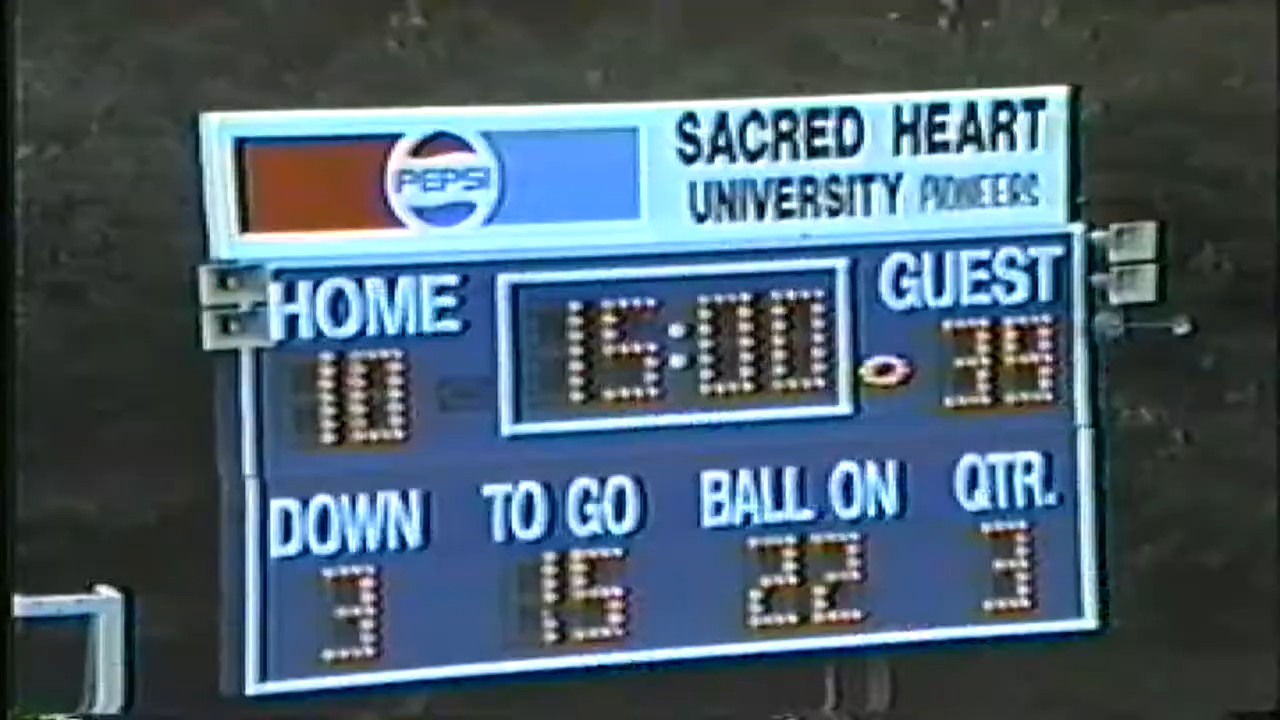 PEPSI
SACRED HEART
UNIVERSITY PIONEERS
HOME 15:00 GUEST
10 39
DOWN TO GO BALL ON QTR.
3 15 22 3